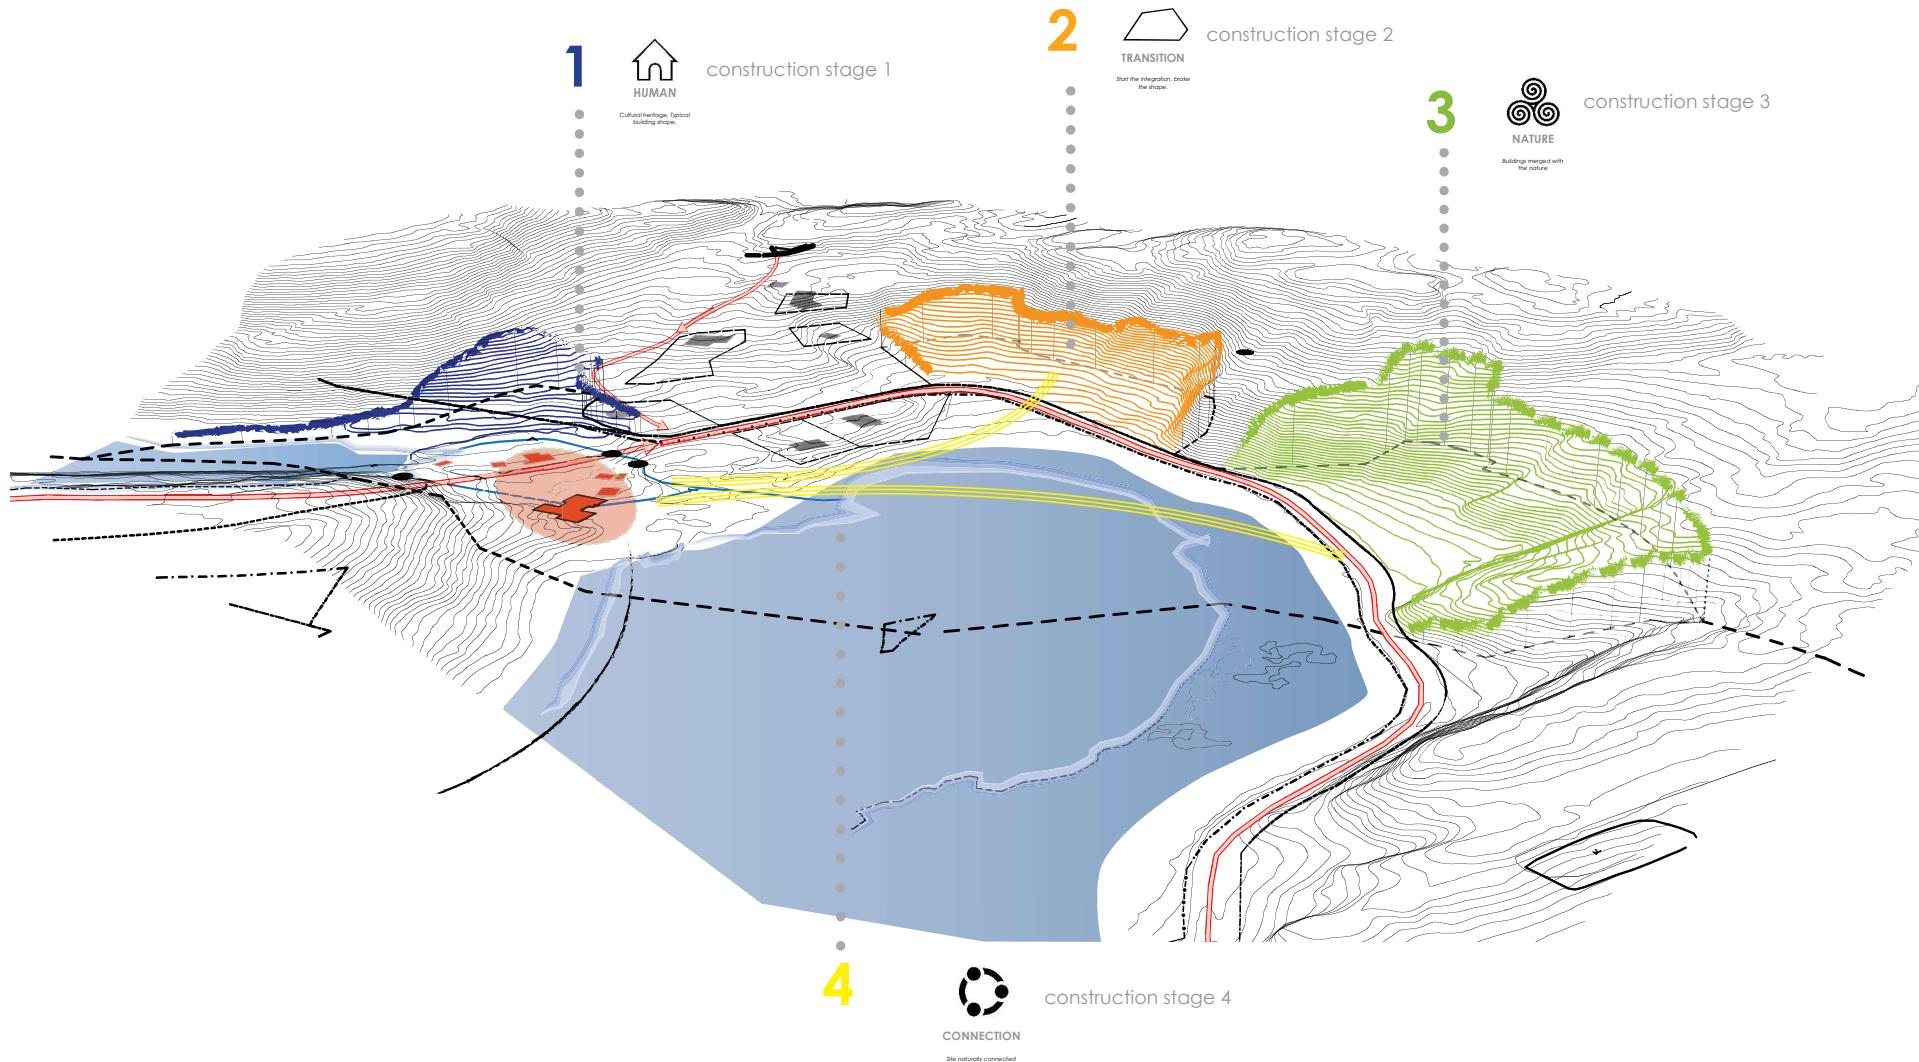 1
HUMAN
construction stage 1
Cultural heritage, Typical
building shape.
2
TRANSITION
construction stage 2
Start the integration, brake
the shape.
3
NATURE
construction stage 3
Buildings merged with
the nature
4
CONNECTION
construction stage 4
Site naturally connected